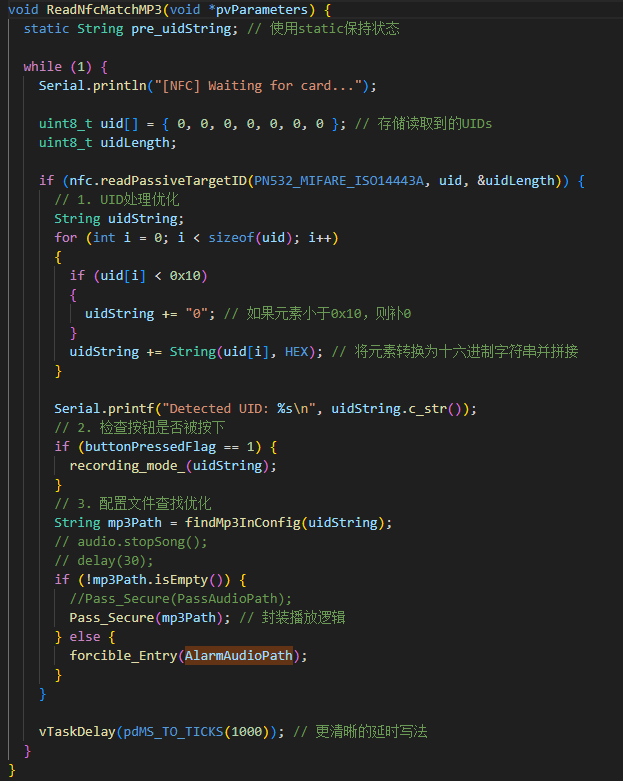 void ReadNfcMatchMP3(void *pvParameters) {
  static String pre_uidString; // 使用static保持状态

  while (1) {
    Serial.println("[NFC] Waiting for card...");

    uint8_t uid[] = { 0, 0, 0, 0, 0, 0, 0 }; // 存储读取到的UIDs
    uint8_t uidLength;

    if (nfc.readPassiveTargetID(PN532_MIFARE_ISO14443A, uid, &uidLength)) {
      // 1. UID处理优化
      String uidString;
      for (int i = 0; i < sizeof(uid); i++)
      {
        if (uid[i] < 0x10)
        {
          uidString += "0"; // 如果元素小于0x10，则补0
        }
        uidString += String(uid[i], HEX); // 将元素转换为十六进制字符串并拼接
      }

      Serial.printf("Detected UID: %s\n", uidString.c_str());
      // 2. 检查按钮是否被按下
      if (buttonPressedFlag == 1) {
        recording_mode_(uidString);
      }
      // 3. 配置文件查找优化
      String mp3Path = findMp3InConfig(uidString);
      // audio.stopSong();
      // delay(30);
      if (!mp3Path.isEmpty()) {
        //Pass_Secure(PassAudioPath);
        Pass_Secure(mp3Path); // 封装播放逻辑
      } else {
        forcible_Entry(AlarmAudioPath);
      }
    }

    vTaskDelay(pdMS_TO_TICKS(1000)); // 更清晰的延时写法
  }
}